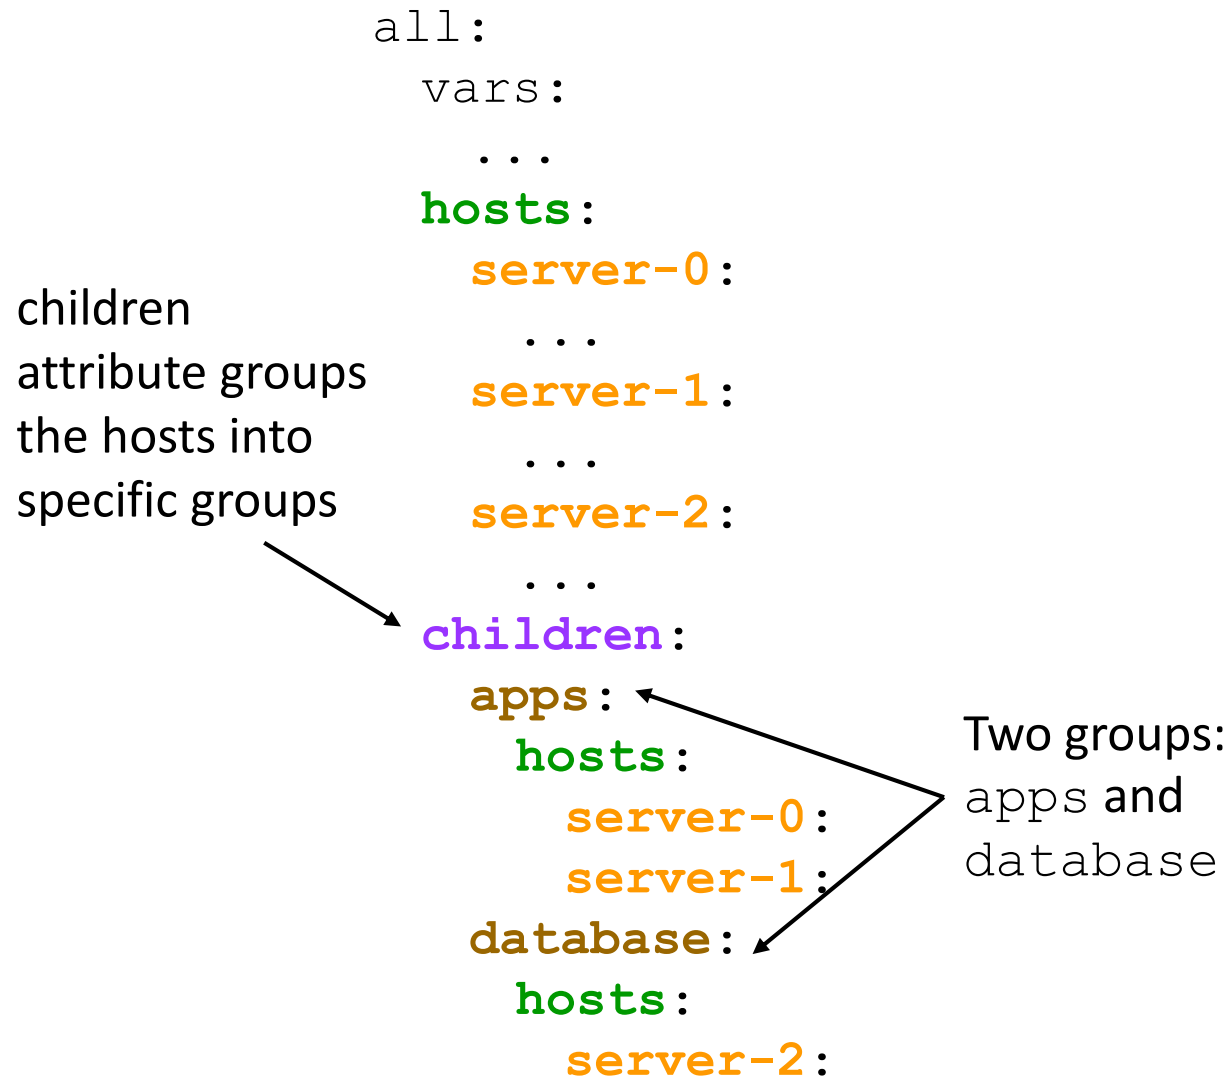 all:
vars:
...
hosts:
server-0:
...
server-1:
...
server-2:
...
children:
apps:
hosts:
server-0:
server-1:
database:
hosts:
server-2:
children
attribute groups
the hosts into
specific groups
Two groups:
apps and
database